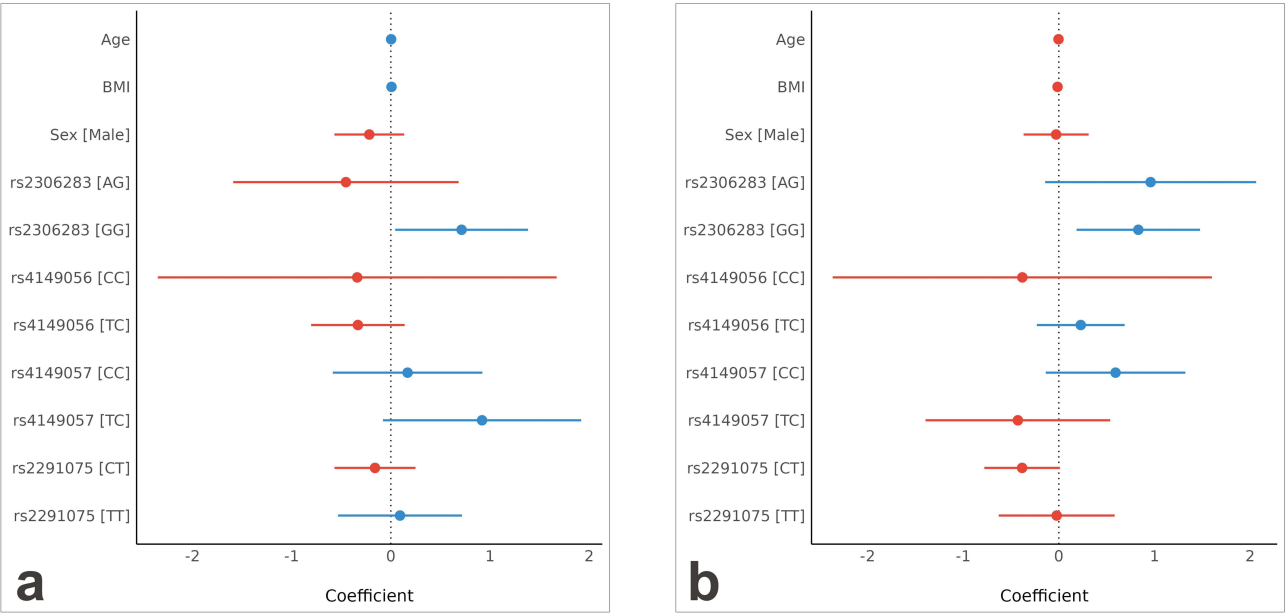 Age
BMI
Sex [Male]
rs2306283 [AG]
rs2306283 [GG]
rs4149056 [CC]
rs4149056 [TC]
rs4149057 [CC]
rs4149057 [TC]
rs2291075 [CT]
rs2291075 [TT]
-2 -1 0 1 2
Coefficient
a
Age
BMI
Sex [Male]
rs2306283 [AG]
rs2306283 [GG]
rs4149056 [CC]
rs4149056 [TC]
rs4149057 [CC]
rs4149057 [TC]
rs2291075 [CT]
rs2291075 [TT]
-2 -1 0 1 2
Coefficient
b